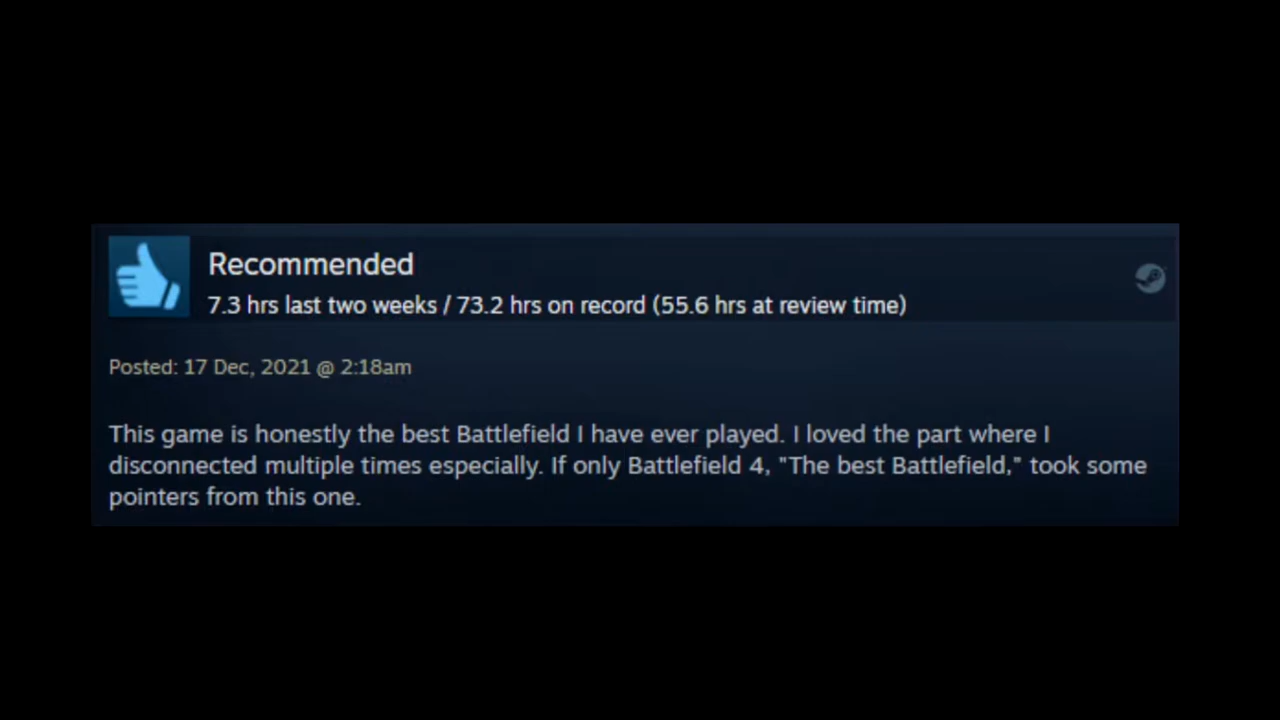 Recommended
7.3 hrs last two weeks / 73.2 hrs on record (55.6 hrs at review time)
Posted: 17 Dec, 2021 @ 2:18am
This game is honestly the best Battlefield I have ever played. I loved the part where I
disconnected multiple times especially. If only Battlefield 4, "The best Battlefield," took some
pointers from this one.